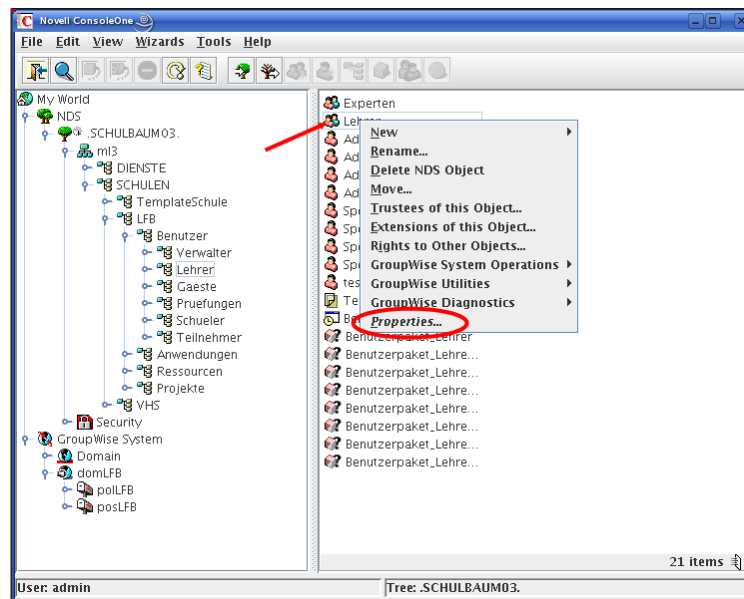 Novell ConsoleOne
File Edit View Wizards Tools Help
My World
NDS
.SCHULBAUM03.
ml3
DIENSTE
SCHULEN
TemplateSchule
LFB
Benutzer
Verwalter
Lehrer
Gaeste
Pruefungen
Schueler
Teilnehmer
Anwendungen
Ressourcen
Projekte
VHS
Security
GroupWise System
Domain
domLFB
polLFB
posLFB
Experten
Lehrer
Ad
Ad
Ad
Ad
Spe
Spe
Spe
Spe
tes
Te
Be
Benutzerpaket_Lehrer
Benutzerpaket_Lehre...
Benutzerpaket_Lehre...
Benutzerpaket_Lehre...
Benutzerpaket_Lehre...
Benutzerpaket_Lehre...
Benutzerpaket_Lehre...
Benutzerpaket_Lehre...
New
Rename...
Delete NDS Object
Move...
Trustees of this Object...
Extensions of this Object...
Rights to Other Objects...
GroupWise System Operations
GroupWise Utilities
GroupWise Diagnostics
Properties...
21 items
User: admin
Tree: .SCHULBAUM03.